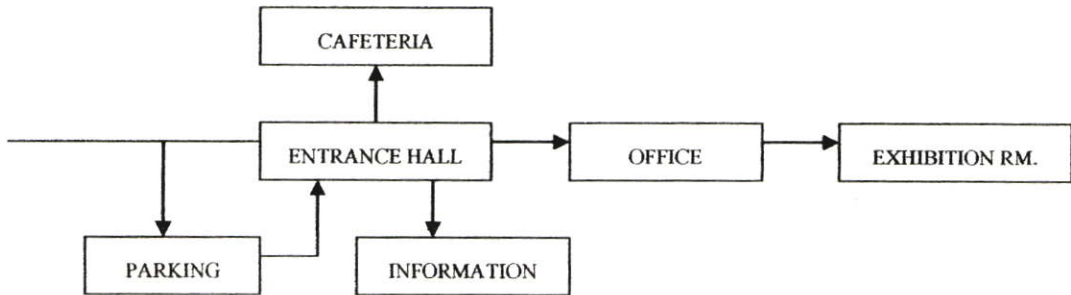 CAFETERIA
ENTRANCE HALL
OFFICE
EXHIBITION RM.
PARKING
INFORMATION